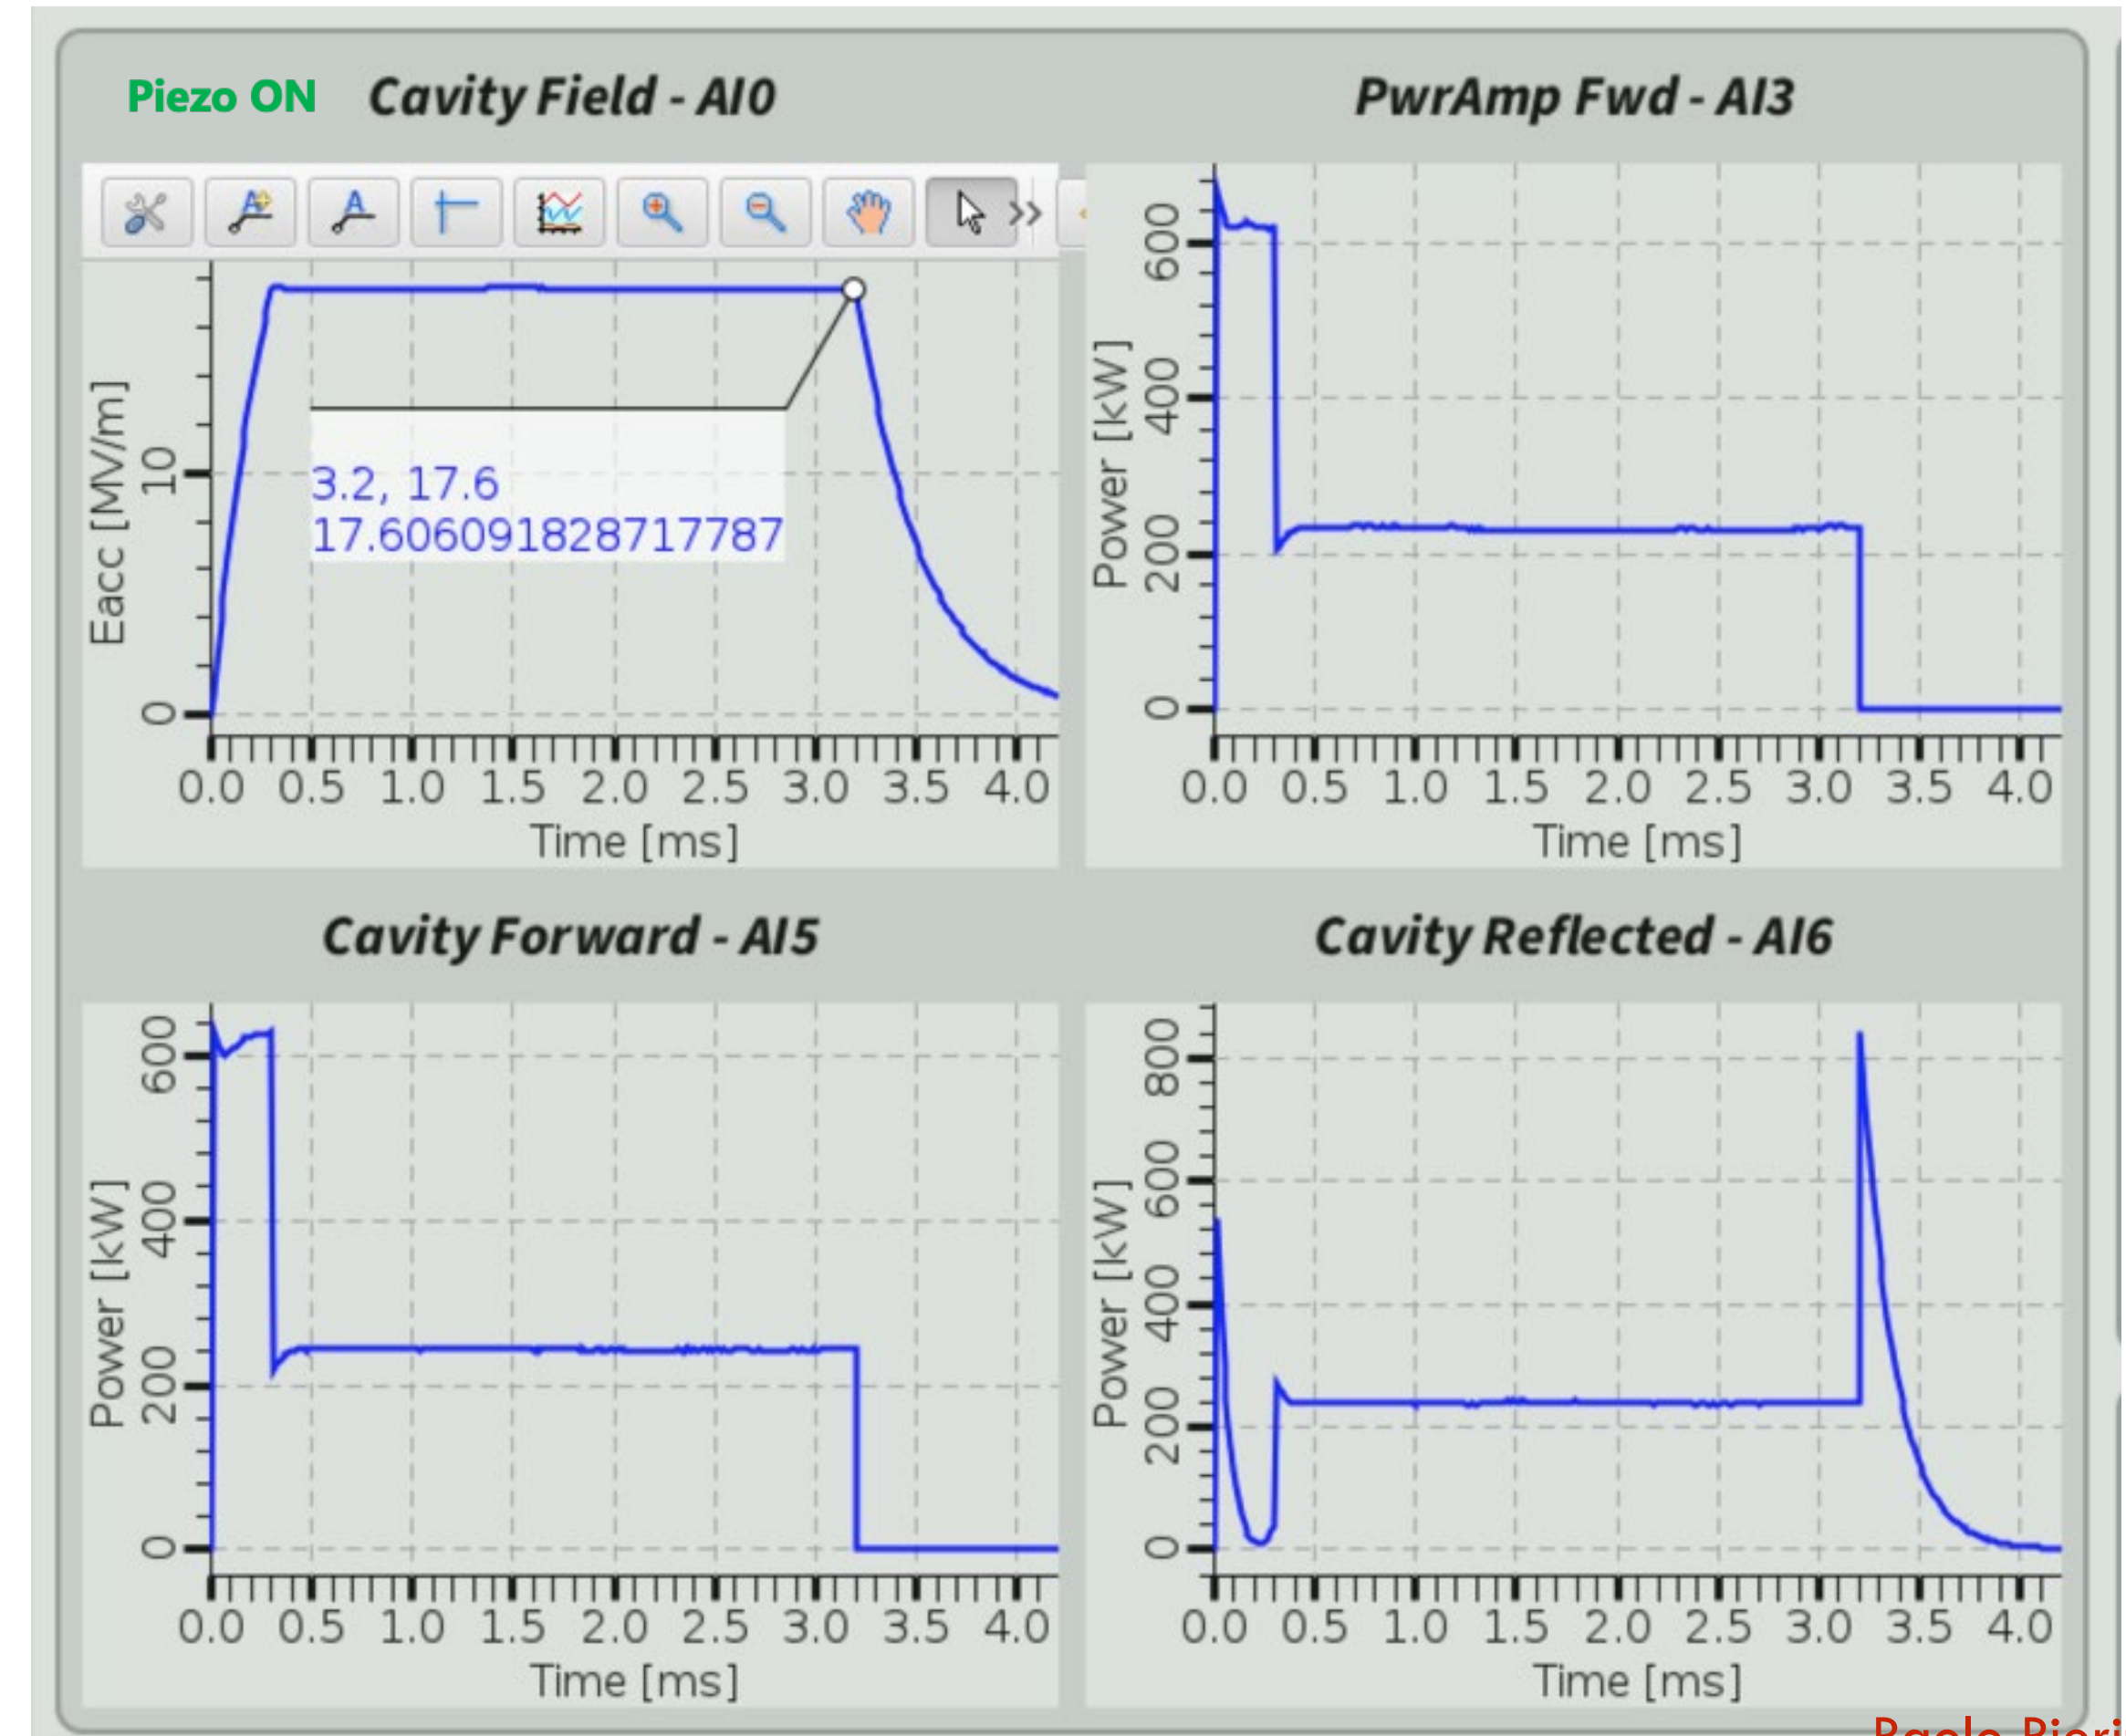 Piezo ON
Cavity Field - AI0
Eacc [MV/m]
10
0
3.2, 17.6
17.606091828717787
0.0 0.5 1.0 1.5 2.0 2.5 3.0 3.5 4.0
Time [ms]
PwrAmp Fwd - AI3
Power [kW]
600
400
200
0
0.0 0.5 1.0 1.5 2.0 2.5 3.0 3.5 4.0
Time [ms]
Cavity Forward - AI5
Power [kW]
600
400
200
0
0.0 0.5 1.0 1.5 2.0 2.5 3.0 3.5 4.0
Time [ms]
Cavity Reflected - AI6
Power [kW]
800
600
400
200
0
0.0 0.5 1.0 1.5 2.0 2.5 3.0 3.5 4.0
Time [ms]